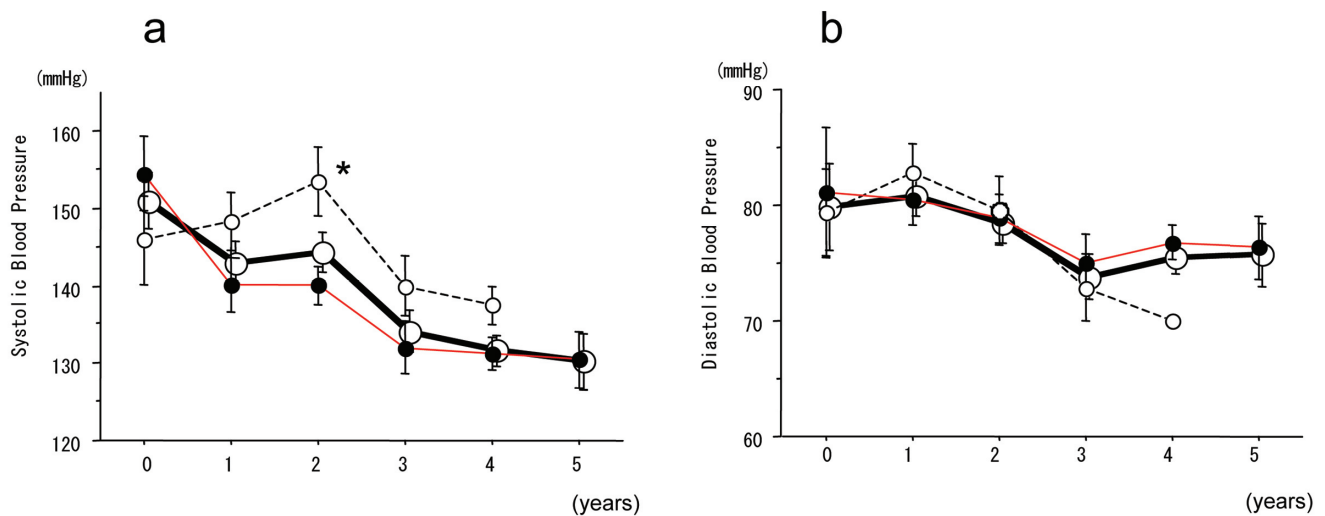 a
(mmHg)
Systolic Blood Pressure
160
150
140
130
120
*
0 1 2 3 4 5
(years)
b
(mmHg)
Diastolic Blood Pressure
90
80
70
60
0 1 2 3 4 5
(years)